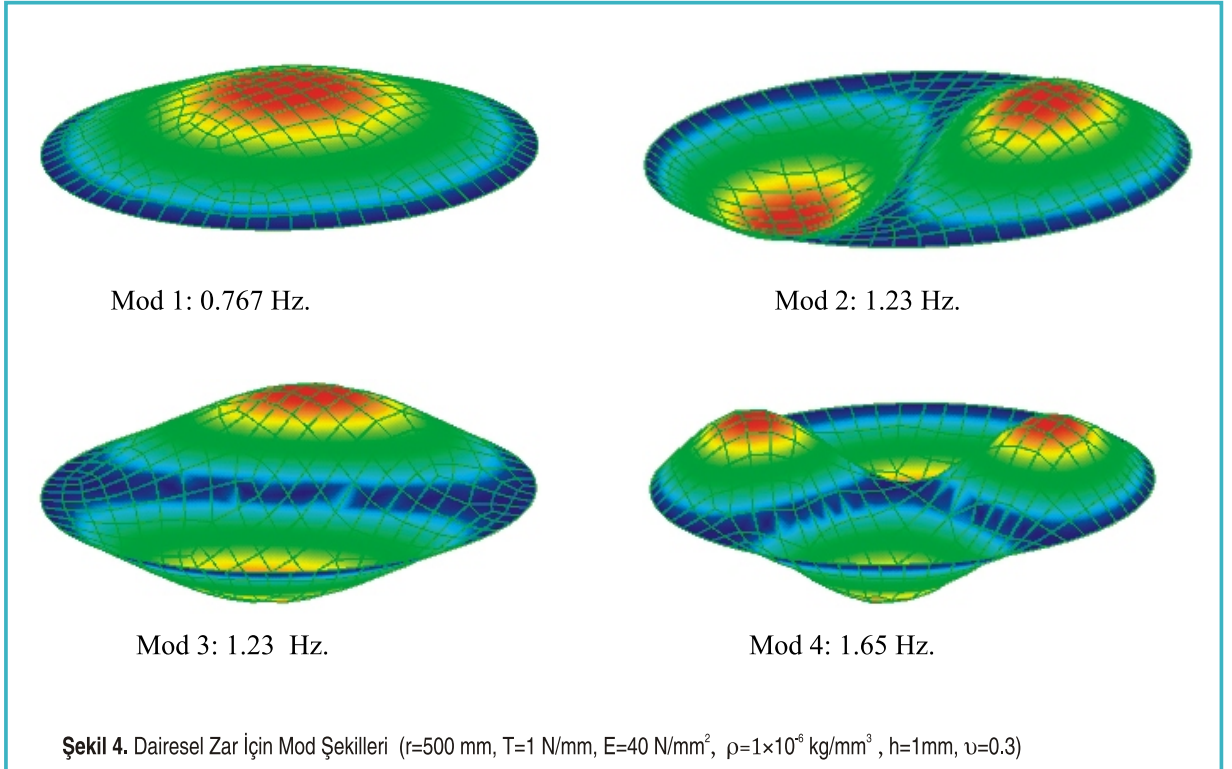 Mod 1: 0.767 Hz.
Mod 2: 1.23 Hz.
Mod 3: 1.23 Hz.
Mod 4: 1.65 Hz.
Şekil 4. Dairesel Zar İçin Mod Şekilleri (r=500 mm, T=1 N/mm, E=40 N/mm², ρ=1×10⁻⁶ kg/mm³ , h=1mm, υ=0.3)